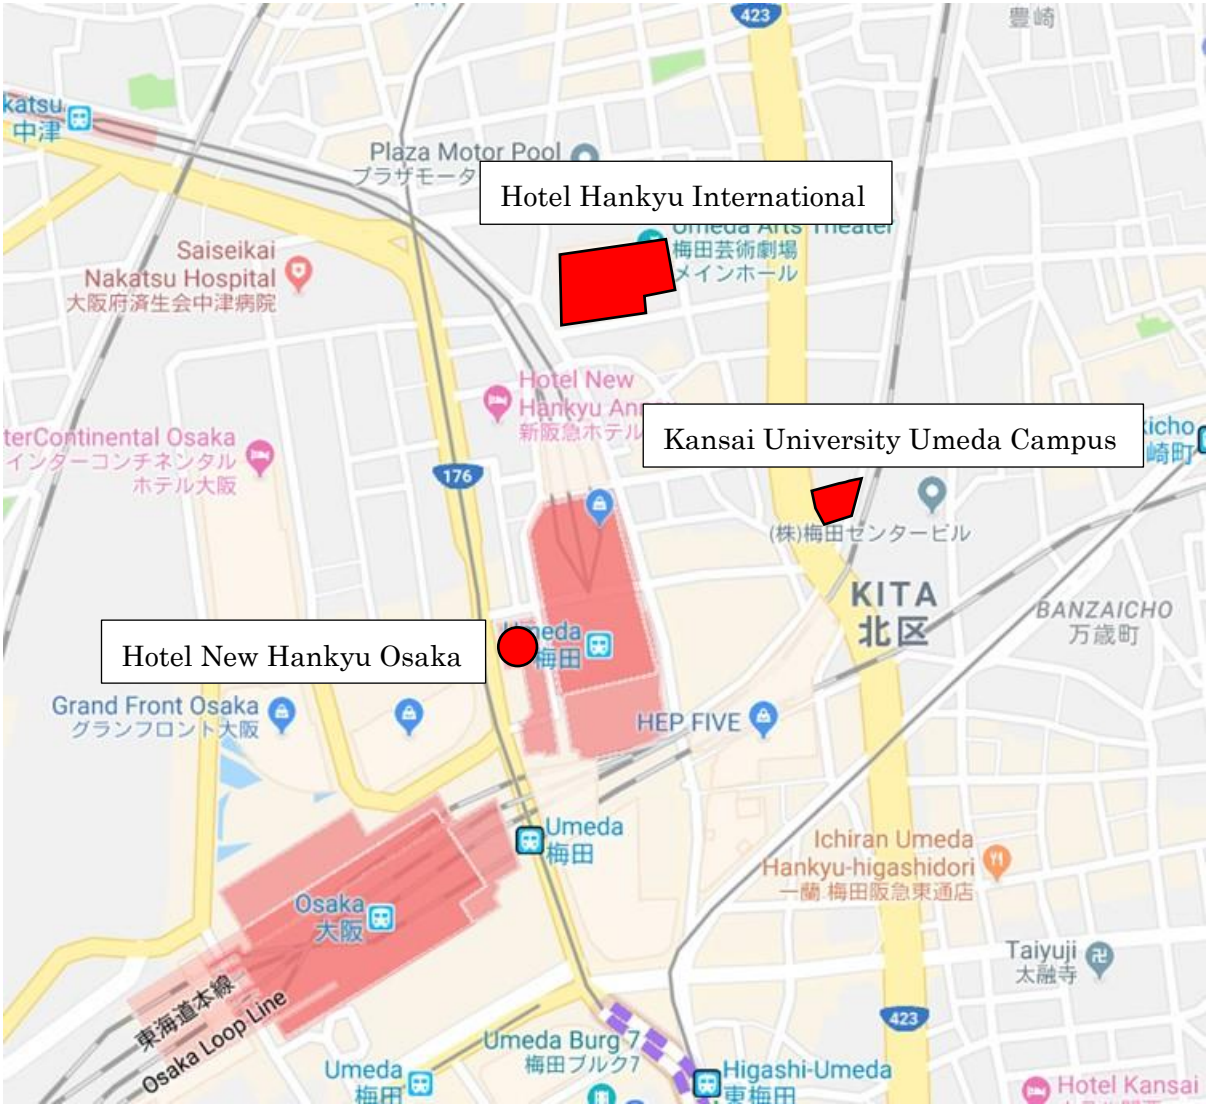 423
豊崎
katsu
中津
Plaza Motor Pool
プラザモータ
Hotel Hankyu International
Umeda Arts Theater
梅田芸術劇場
メインホール
Saiseikai
Nakatsu Hospital
大阪府済生会中津病院
Hotel New
Hankyu Ann
新阪急ホテル
Kansai University Umeda Campus
icho
崎町
terContinental Osaka
インターコンチネンタル
ホテル大阪
176
(株)梅田センタービル
KITA
北区
BANZAICHO
万歳町
Hotel New Hankyu Osaka
Umeda
梅田
Grand Front Osaka
グランフロント大阪
HEP FIVE
Umeda
梅田
Ichiran Umeda
Hankyu-higashidori
一蘭 梅田阪急東通店
Osaka
大阪
Taiyuji
太融寺
東海道本線
Osaka Loop Line
423
Umeda Burg 7
梅田ブルク7
Umeda
梅田
Higashi-Umeda
東梅田
Hotel Kansai